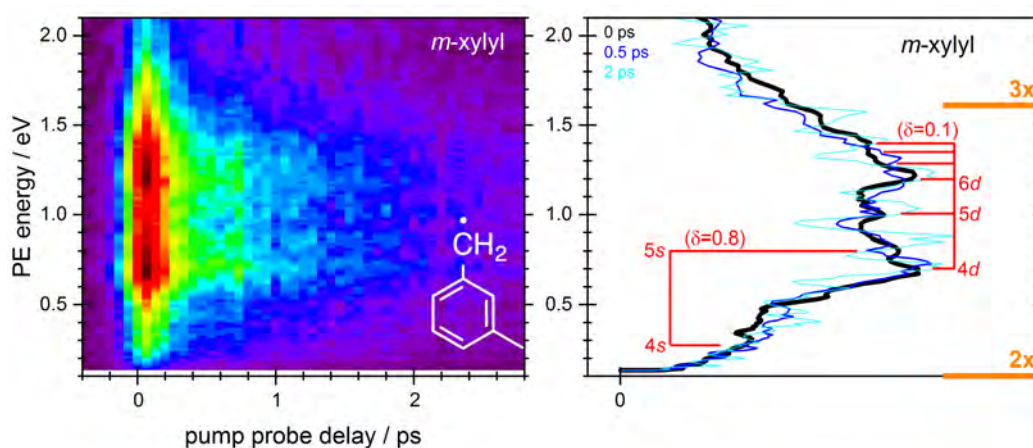 PE energy / eV
2.0
1.5
1.0
0.5
0
1
2
pump probe delay / ps
m-xylyl
•
CH2
2.0
1.5
1.0
0.5
0
0 ps
0.5 ps
2 ps
m-xylyl
3x
(δ=0.1)
6d
5d
5s (δ=0.8)
4d
4s
2x